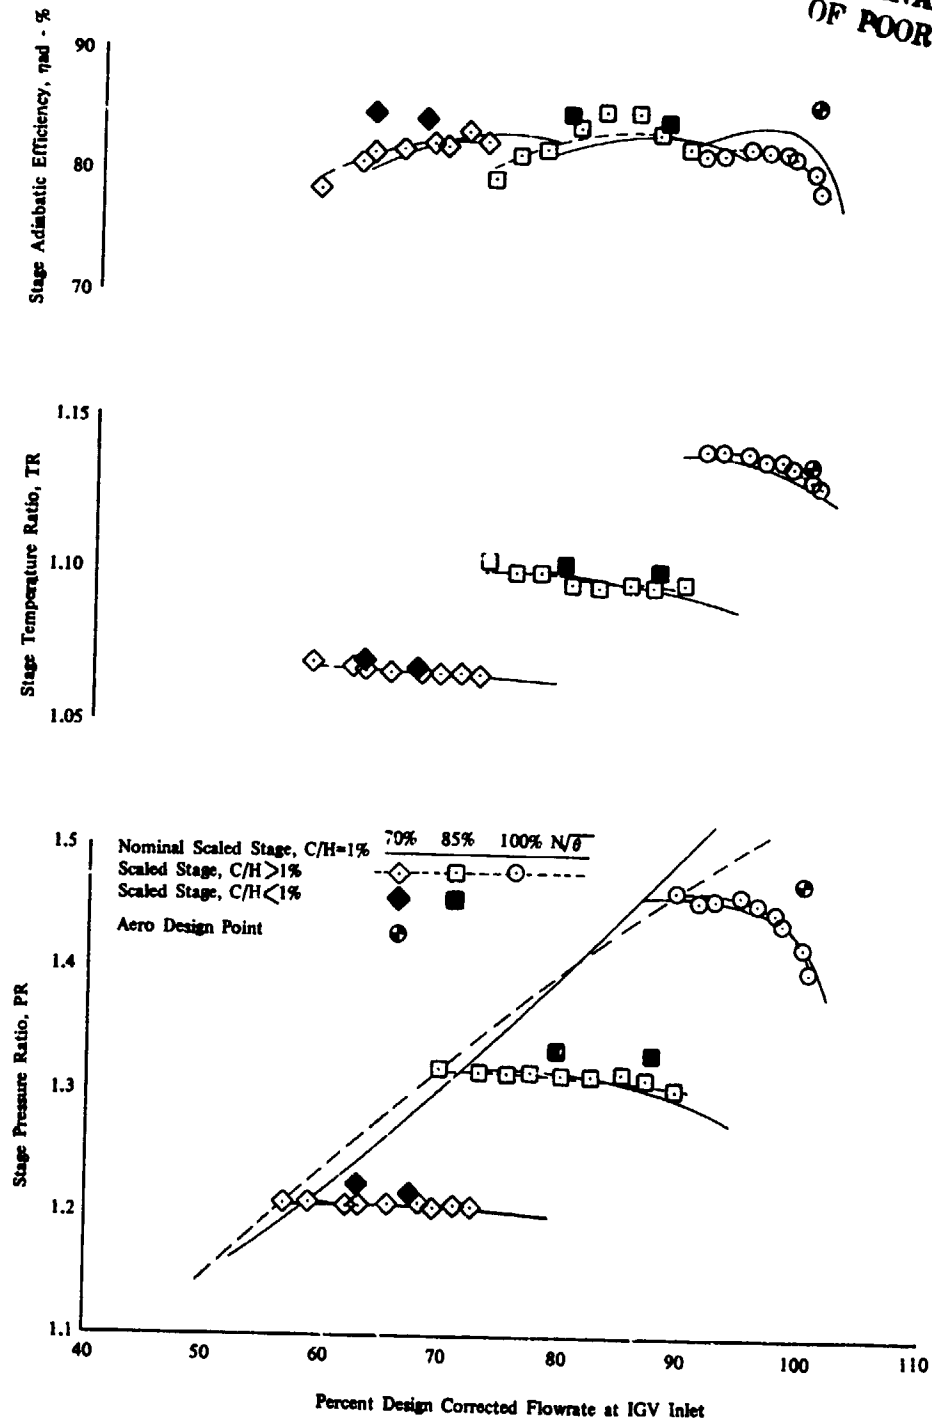 OF POOR
90
80
70
Stage Adiabatic Efficiency, ηad - %
1.15
1.10
1.05
Stage Temperature Ratio, TR
1.5
1.4
1.3
1.2
1.1
Stage Pressure Ratio, PR
70% 85% 100% N/√θ
Nominal Scaled Stage, C/H=1%
Scaled Stage, C/H>1%
Scaled Stage, C/H<1%
Aero Design Point
40 50 60 70 80 90 100 110
Percent Design Corrected Flowrate at IGV Inlet